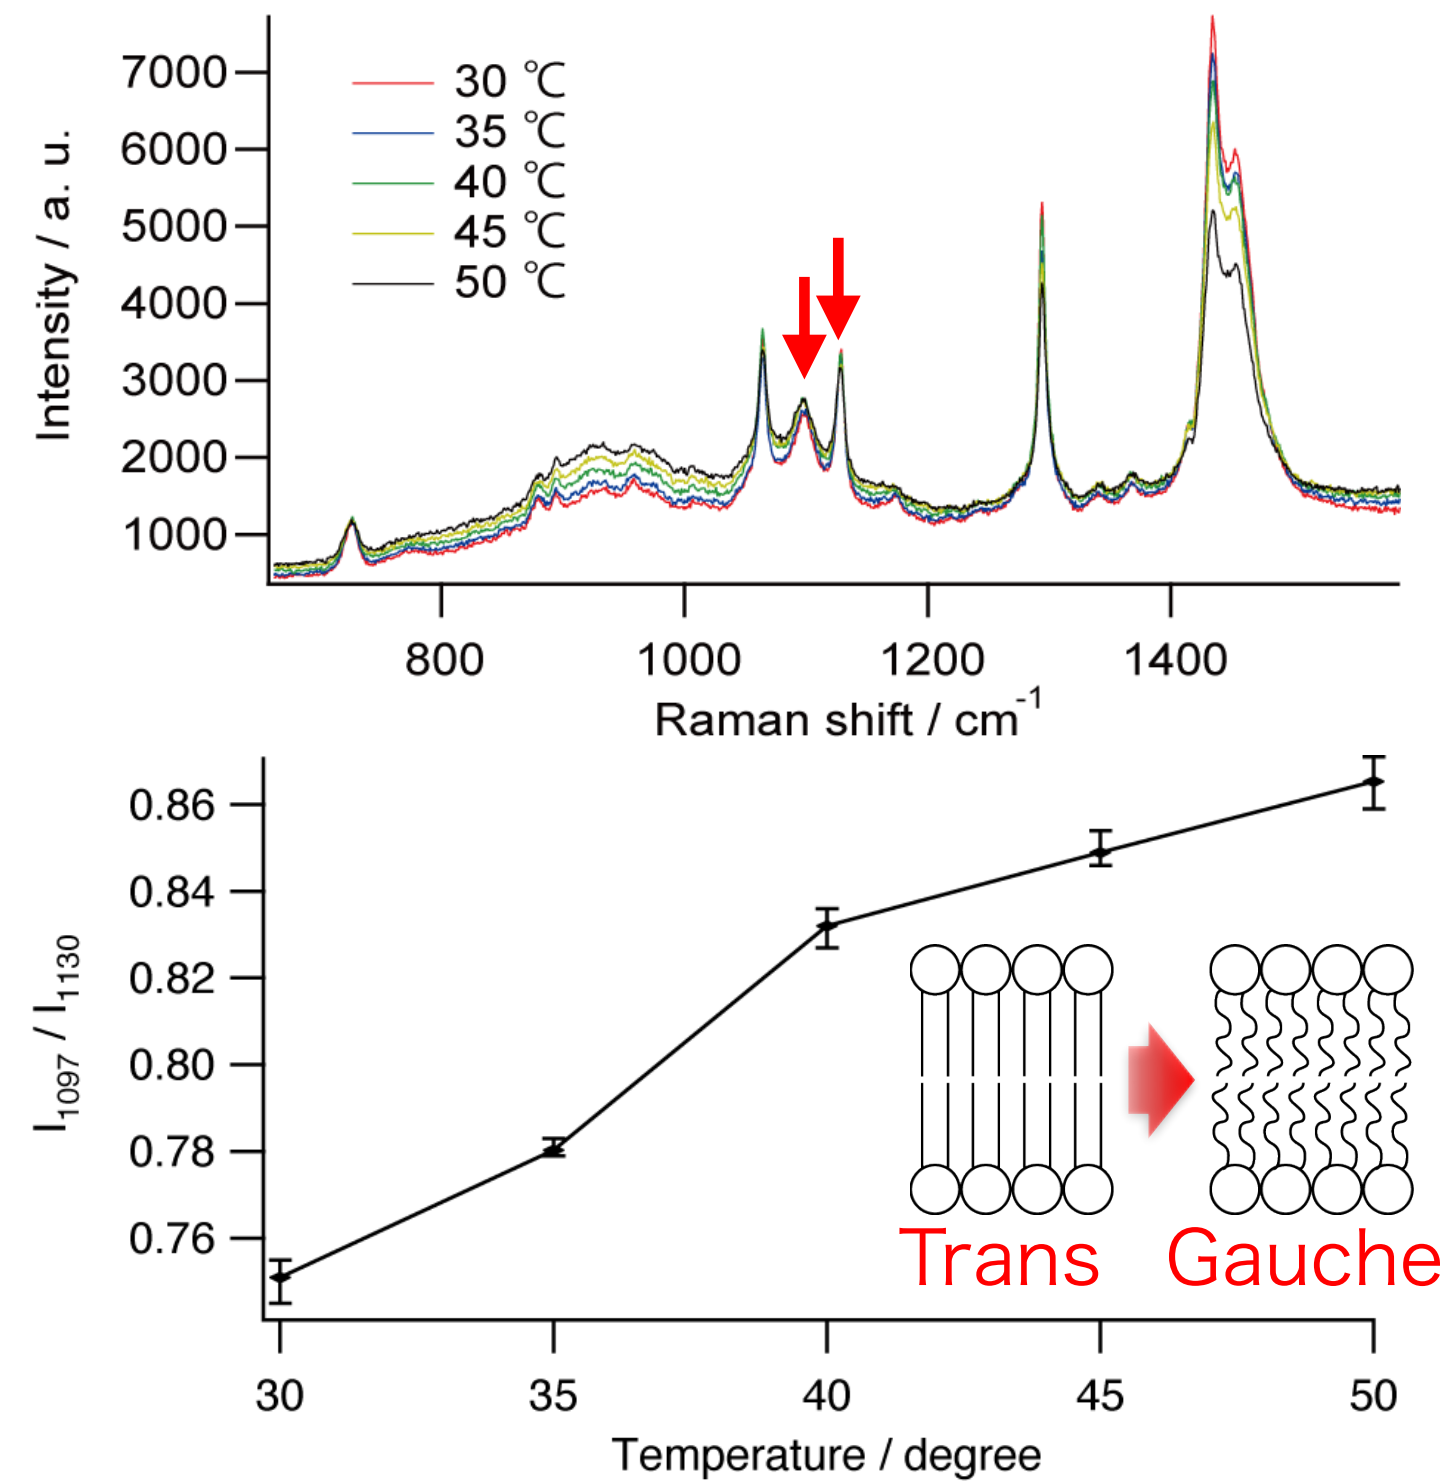 7000
6000
5000
4000
3000
2000
1000
Intensity / a. u.
30 ℃
35 ℃
40 ℃
45 ℃
50 ℃
800 1000 1200 1400
Raman shift / cm⁻¹
0.86
0.84
0.82
0.80
0.78
0.76
I₁₀₉₇ / I₁₁₃₀
Trans Gauche
30 35 40 45 50
Temperature / degree